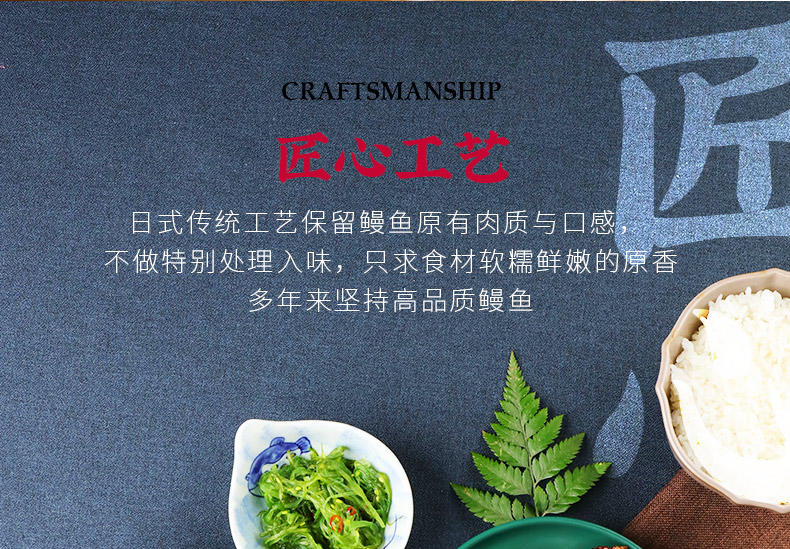 CRAFTSMANSHIP
匠心工艺
日式传统工艺保留鳗鱼原有肉质与口感，
不做特别处理入味，只求食材软糯鲜嫩的原香
多年来坚持高品质鳗鱼
匠